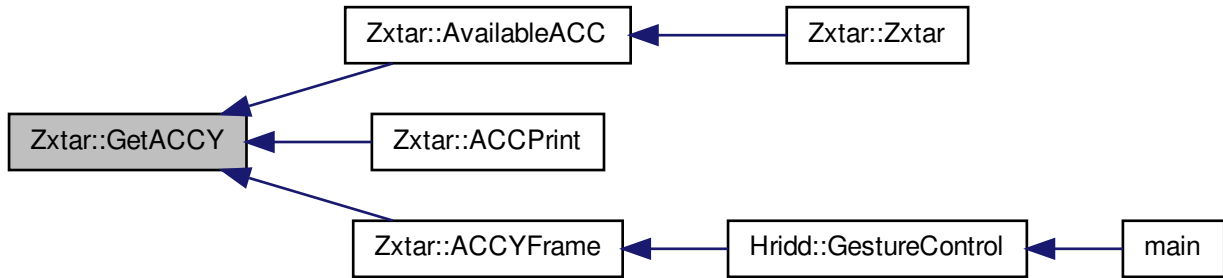 Zxtar::AvailableACC
Zxtar::Zxtar
Zxtar::GetACCY
Zxtar::ACCPrint
Zxtar::ACCYFrame
Hridd::GestureControl
main